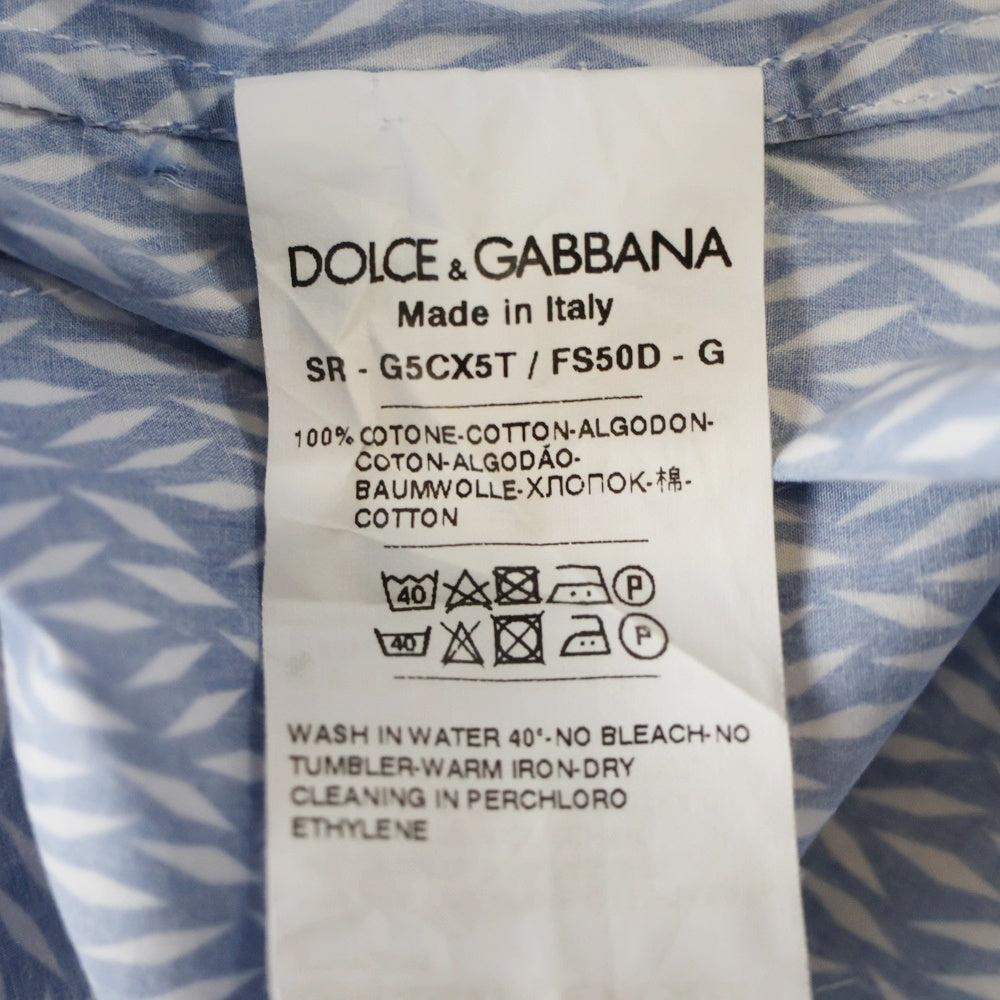 DOLCE & GABBANA
Made in Italy
SR - G5CX5T / FS50D - G
100% COTONE-COTTON-ALGODON-
COTON-ALGODÃO-
BAUMWOLLE-ХЛОПОК-棉-
COTTON
40 P
40 P
WASH IN WATER 40°-NO BLEACH-NO
TUMBLER-WARM IRON-DRY
CLEANING IN PERCHLORO
ETHYLENE